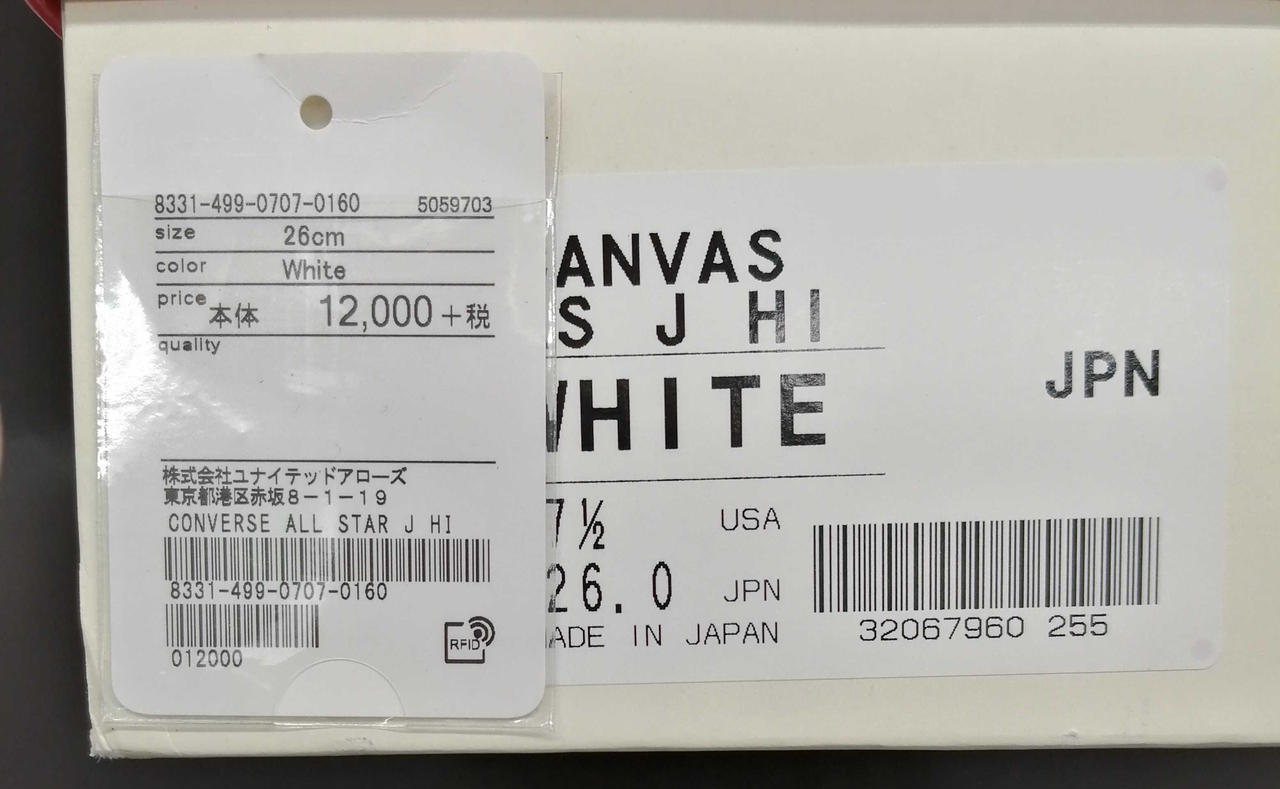 8331-499-0707-0160 5059703
size 26cm
color White
price 本体 12,000+税
quality
株式会社ユナイテッドアローズ
東京都港区赤坂8-1-19
CONVERSE ALL STAR J HI
8331-499-0707-0160
012000
RFID
ANVAS
S J HI
WHITE
7½ USA
26.0 JPN
ADE IN JAPAN
JPN
32067960 255